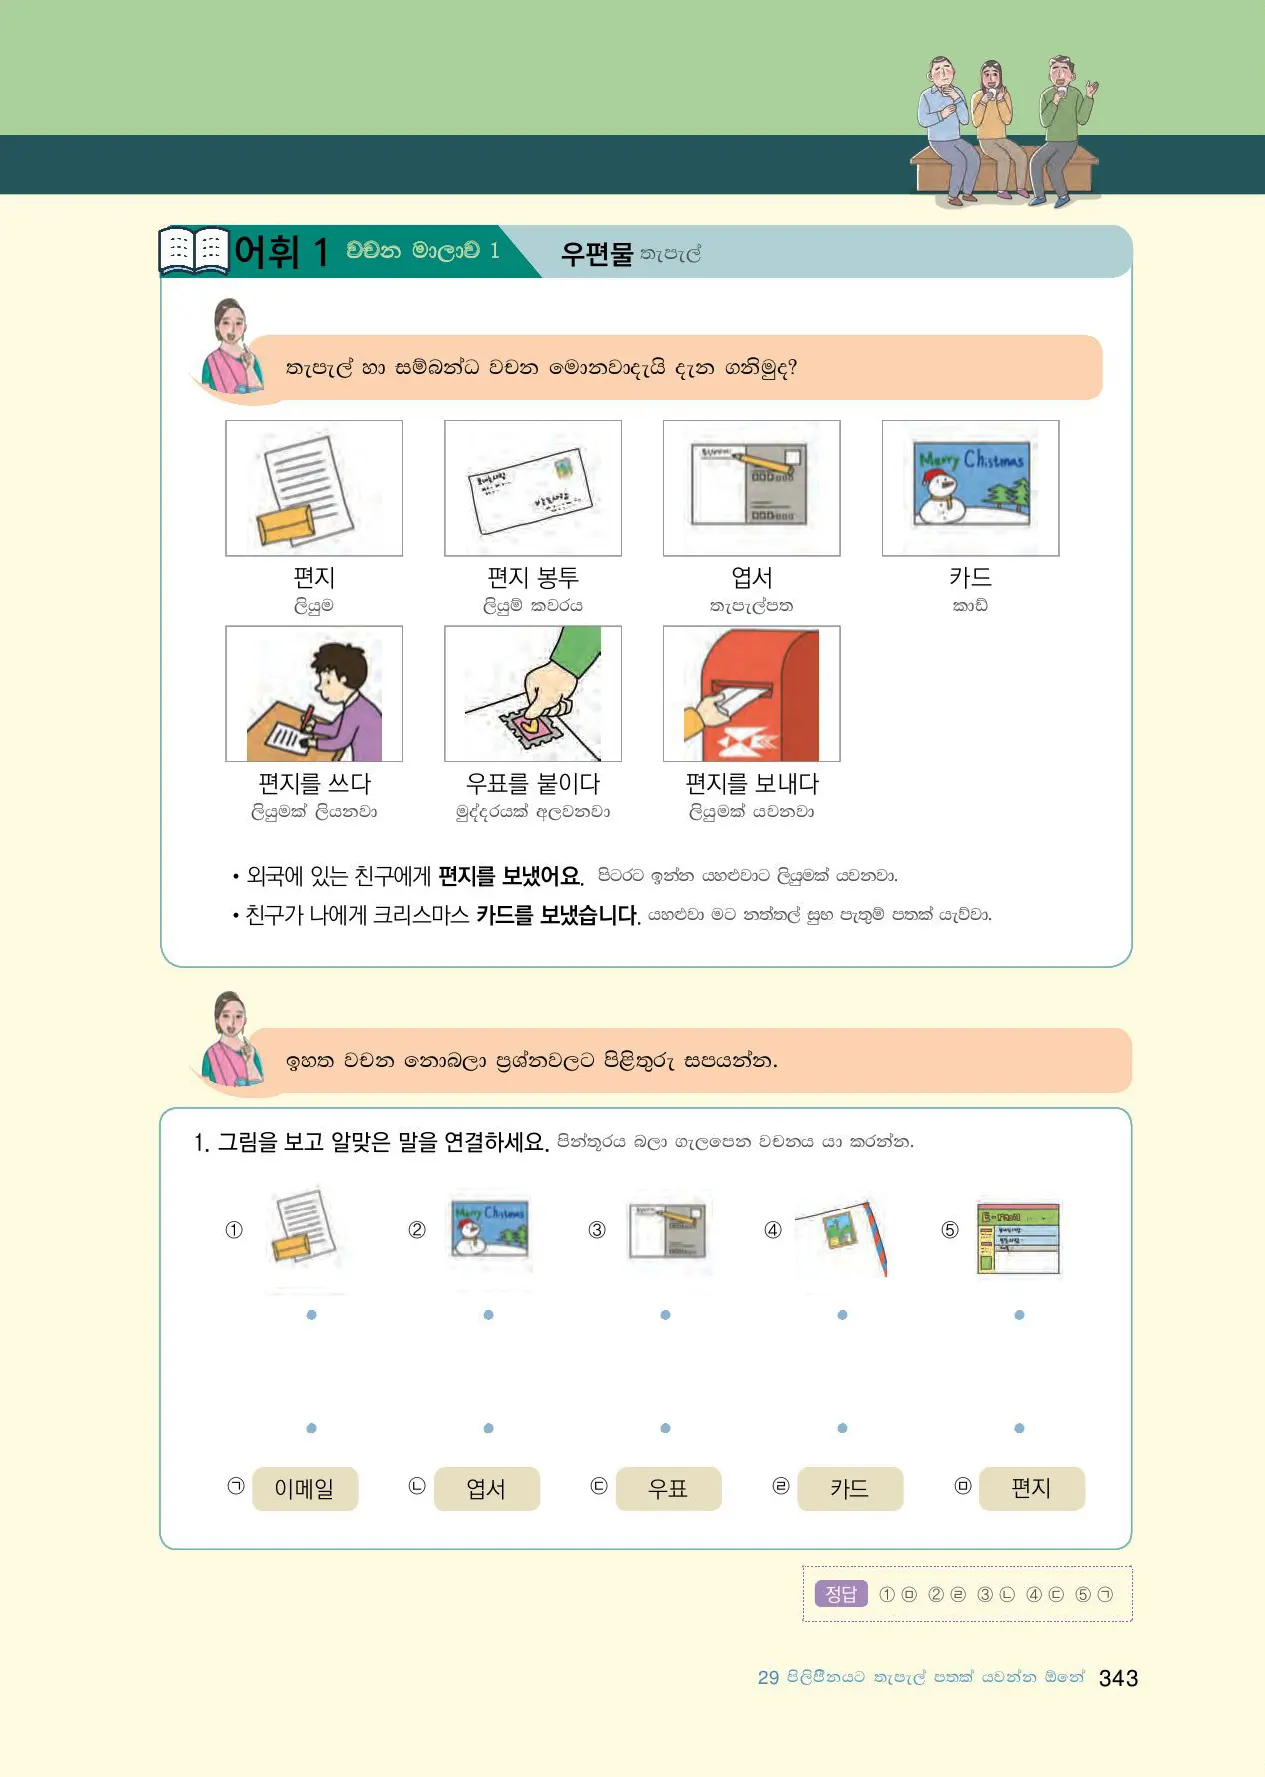 어휘 1 වචන මාලාව 1 우편물 තැපැල්
තැපැල් හා සම්බන්ධ වචන මොනවාදැයි දැන ගනිමුද?
Merry Chistmas
편지 편지 봉투 엽서 카드
ලියුම ලියුම් කවරය තැපැල්පත කාඩ්
편지를 쓰다 우표를 붙이다 편지를 보내다
ලියුමක් ලියනවා මුද්දරයක් අලවනවා ලියුමක් යවනවා
• 외국에 있는 친구에게 편지를 보냈어요. පිටරට ඉන්න යහළුවාට ලියුමක් යවනවා.
• 친구가 나에게 크리스마스 카드를 보냈습니다. යහළුවා මට නත්තල් සුභ පැතුම් පතක් යැව්වා.
ඉහත වචන නොබලා ප්‍රශ්නවලට පිළිතුරු සපයන්න.
1. 그림을 보고 알맞은 말을 연결하세요. පින්තූරය බලා ගැලපෙන වචනය යා කරන්න.
① ② ③ ④ ⑤
Merry Chistmas
E-mail
㉠ 이메일 ㉡ 엽서 ㉢ 우표 ㉣ 카드 ㉤ 편지
정답 ① ㉤ ② ㉣ ③ ㉡ ④ ㉢ ⑤ ㉠
29 පිලිපීනයට තැපැල් පතක් යවන්න ඕනේ 343